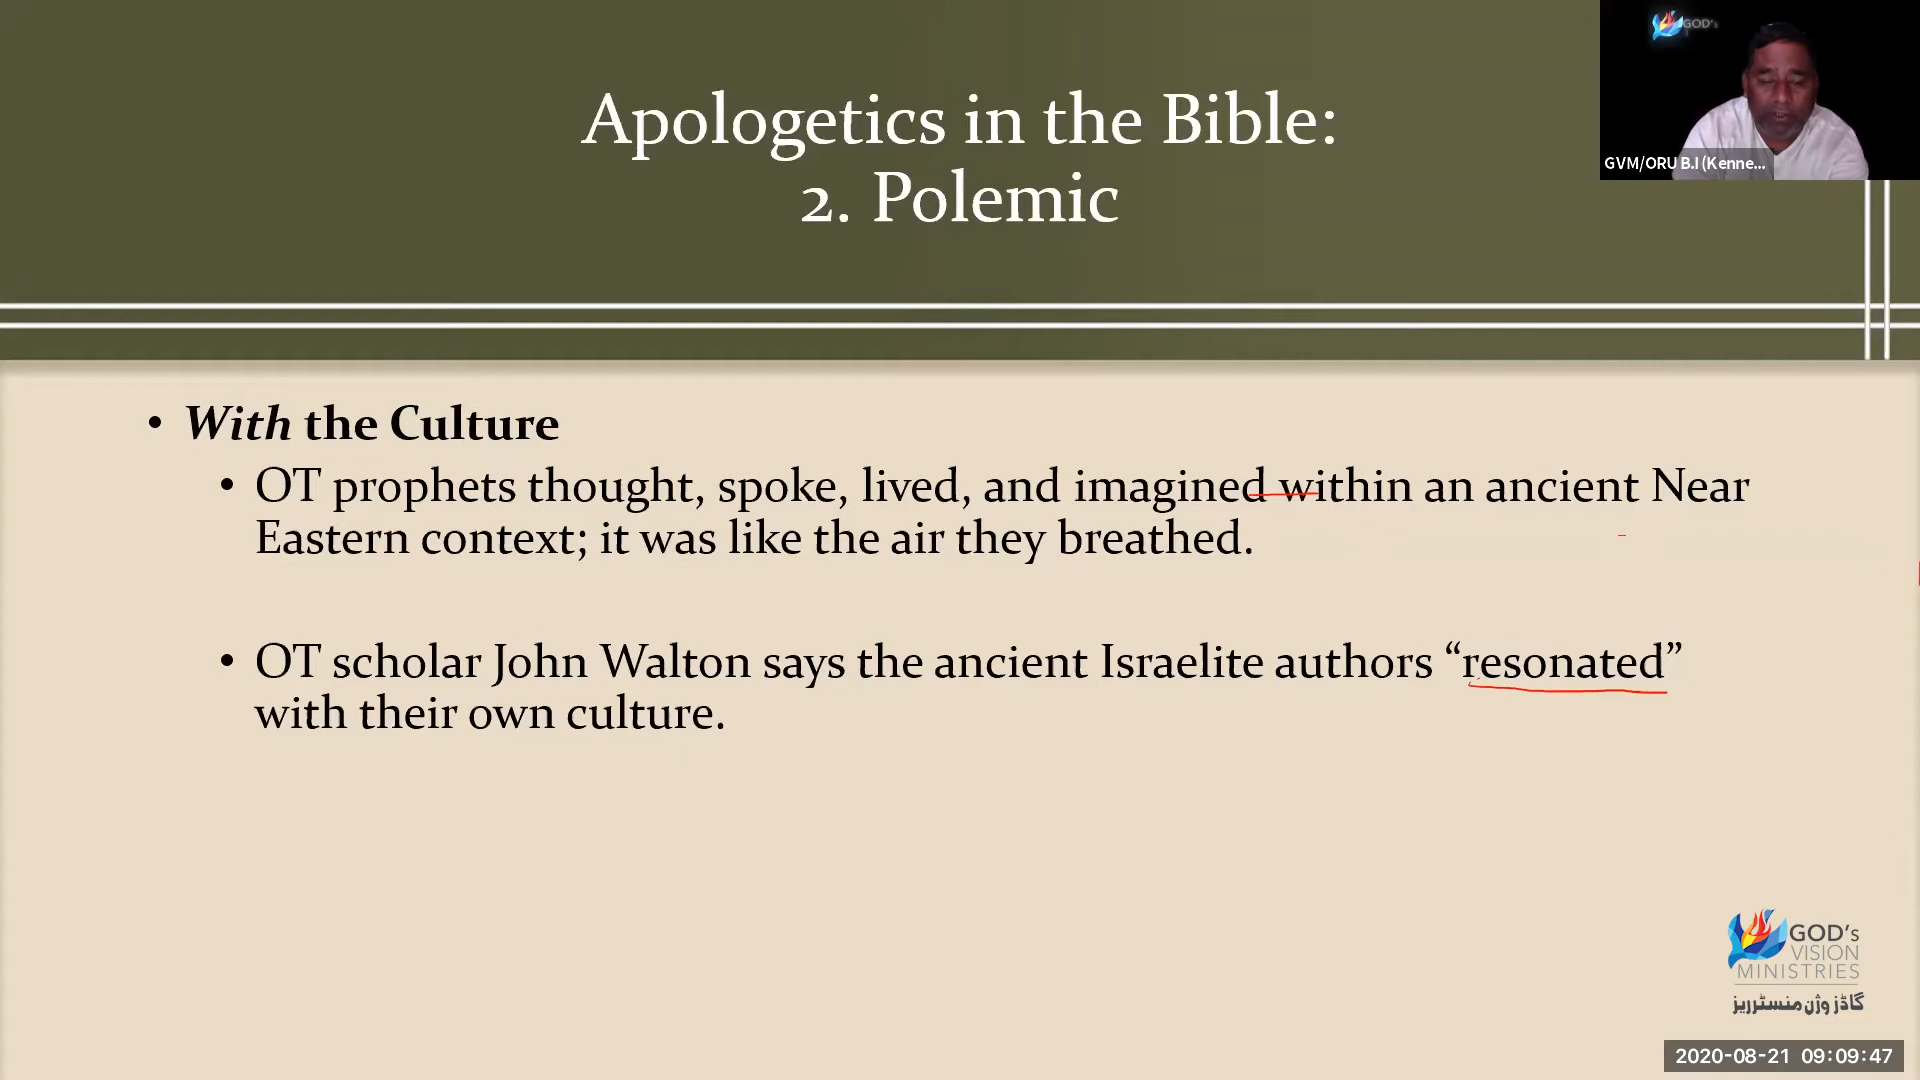 Apologetics in the Bible:
2. Polemic
GOD's
GVM/ORU B.I (Kenne...
• With the Culture
• OT prophets thought, spoke, lived, and imagined within an ancient Near
Eastern context; it was like the air they breathed.
• OT scholar John Walton says the ancient Israelite authors “resonated”
with their own culture.
GOD's
VISION
MINISTRIES
گاڈز وژن منسٹریز
2020-08-21 09:09:47